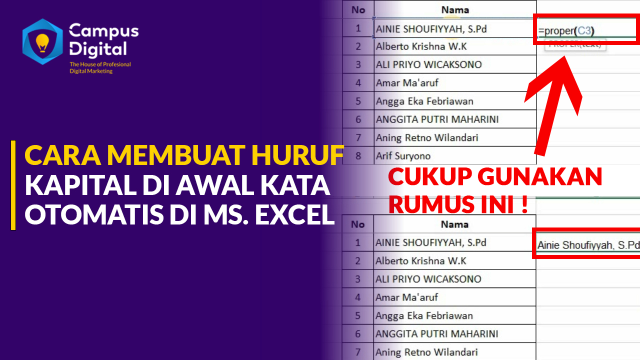 Campus
Digital
The House of Profesional
Digital Marketing
CARA MEMBUAT HURUF
KAPITAL DI AWAL KATA
OTOMATIS DI MS. EXCEL
No Nama
1 AINIE SHOUFIYYAH, S.Pd =proper(C3)
2 Alberto Krishna W.K PROPER(text)
3 ALI PRIYO WICAKSONO
4 Amar Ma'aruf
5 Angga Eka Febriawan
6 ANGGITA PUTRI MAHARINI
7 Aning Retno Wilandari
8 Arif Suryono
CUKUP GUNAKAN
RUMUS INI !
No Nama
1 AINIE SHOUFIYYAH, S.Pd Ainie Shoufiyyah, S.Pd
2 Alberto Krishna W.K
3 ALI PRIYO WICAKSONO
4 Amar Ma'aruf
5 Angga Eka Febriawan
6 ANGGITA PUTRI MAHARINI
7 Aning Retno Wilandari